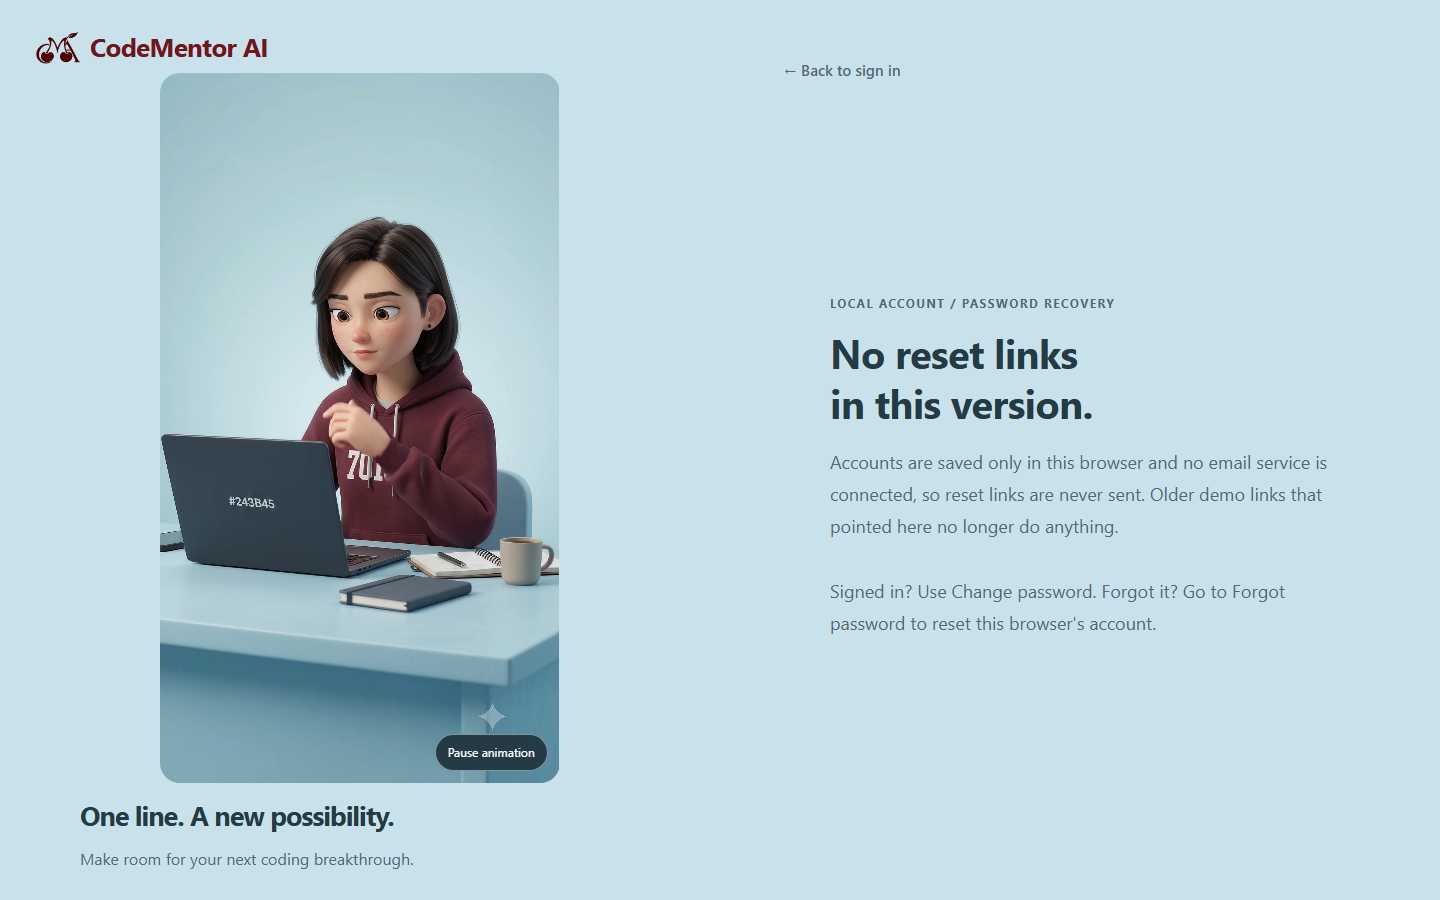 CodeMentor AI
← Back to sign in
#243B45
Pause animation
One line. A new possibility.
Make room for your next coding breakthrough.
LOCAL ACCOUNT / PASSWORD RECOVERY
No reset links
in this version.
Accounts are saved only in this browser and no email service is
connected, so reset links are never sent. Older demo links that
pointed here no longer do anything.
Signed in? Use Change password. Forgot it? Go to Forgot
password to reset this browser's account.